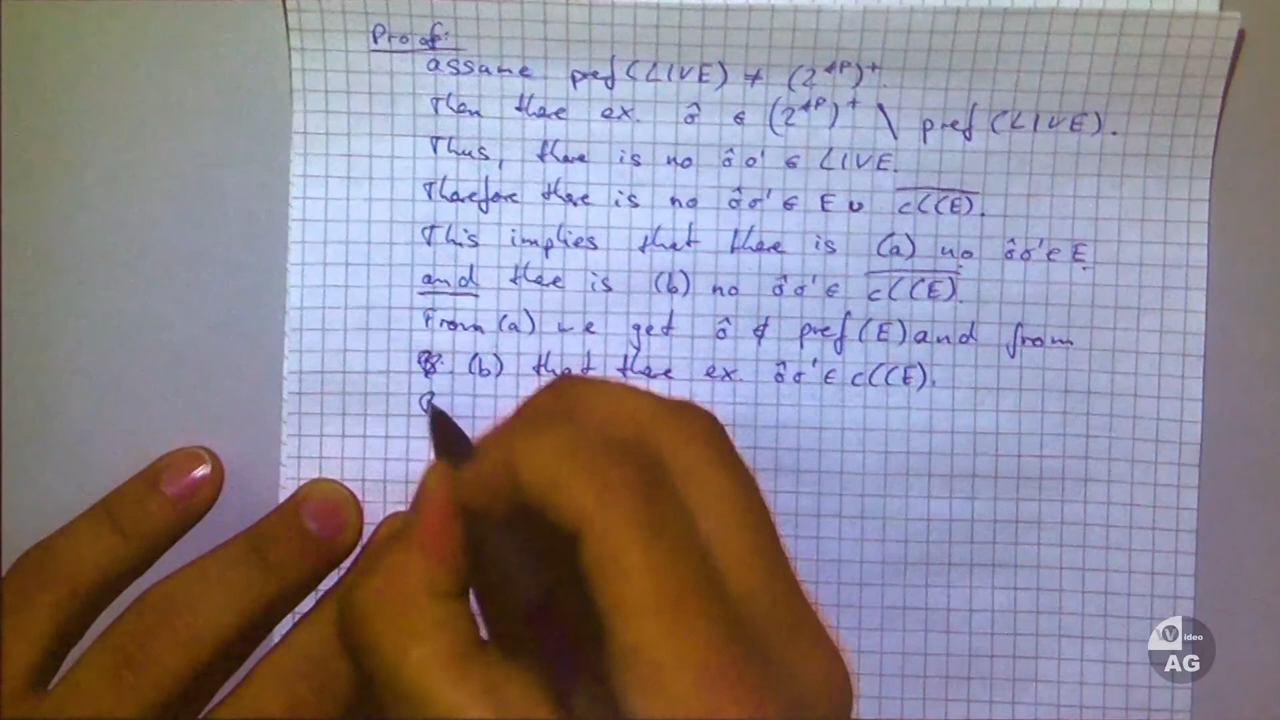 Proof:
assume pref(LIVE) ≠ (2^AP)^+.
Then there ex. σ̂ ∈ (2^AP)^+ \ pref(LIVE).
Thus, there is no σ̂σ' ∈ LIVE.
Therefore there is no σ̂σ' ∈ E ∪ \overline{cl(E)}.
This implies that there is (a) no σ̂σ' ∈ E
and there is (b) no σ̂σ' ∈ \overline{cl(E)}.
From (a) we get σ̂ ∉ pref(E) and from
(b) that there ex. σ̂σ' ∈ cl(E).
Video
AG